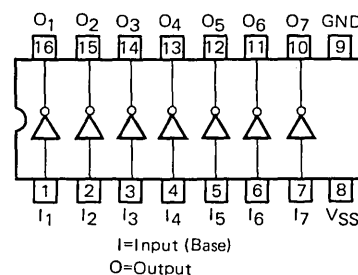 O1 O2 O3 O4 O5 O6 O7 GND
16 15 14 13 12 11 10 9
1 2 3 4 5 6 7 8
I1 I2 I3 I4 I5 I6 I7 VSS
I=Input (Base)
O=Output